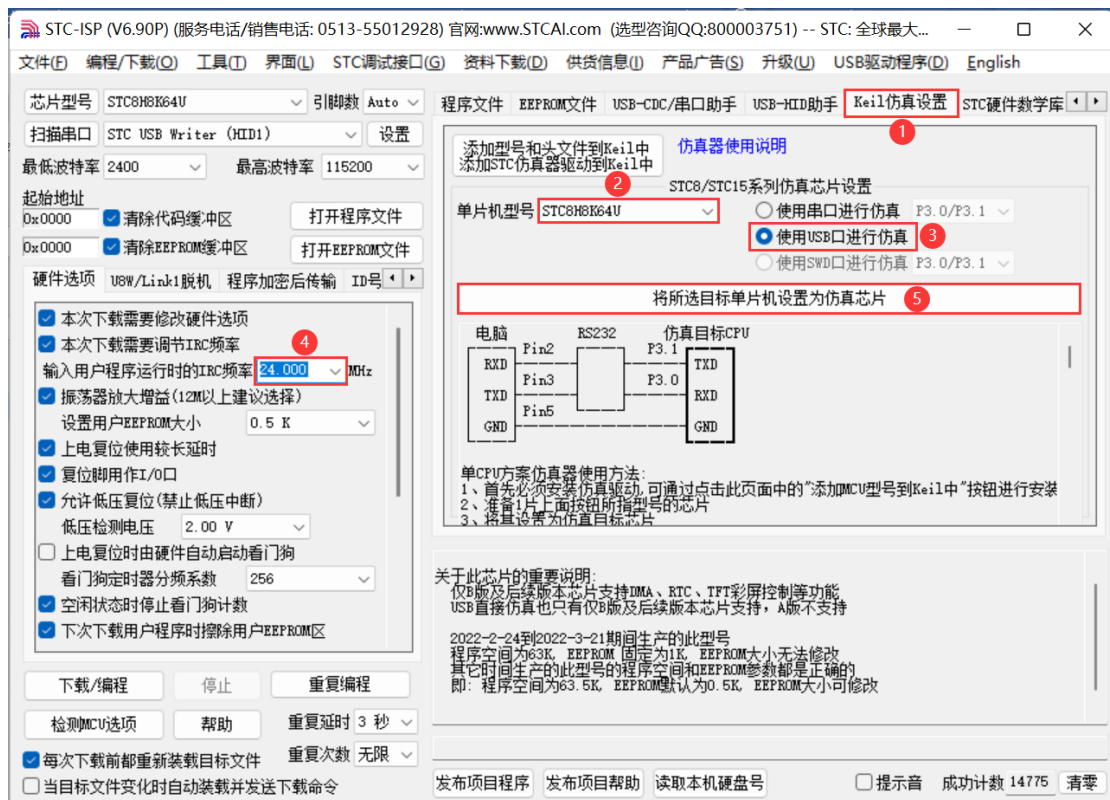 STC-ISP (V6.90P) (服务电话/销售电话: 0513-55012928) 官网:www.STCAI.com (选型咨询QQ:800003751) -- STC: 全球最大...
文件(F) 编程/下载(O) 工具(T) 界面(L) STC调试接口(G) 资料下载(D) 供货信息(I) 产品广告(S) 升级(U) USB驱动程序(D) English
芯片型号 STC8H8K64U 引脚数 Auto
扫描串口 STC USB Writer (HID1) 设置
最低波特率 2400 最高波特率 115200
起始地址
0x0000 清除代码缓冲区 打开程序文件
0x0000 清除EEPROM缓冲区 打开EEPROM文件
硬件选项 U8W/Link1脱机 程序加密后传输 ID号
本次下载需要修改硬件选项
本次下载需要调节IRC频率
4
输入用户程序运行时的IRC频率 24.000 MHz
振荡器放大增益(12M以上建议选择)
设置用户EEPROM大小 0.5 K
上电复位使用较长延时
复位脚用作I/O口
允许低压复位(禁止低压中断)
低压检测电压 2.00 V
上电复位时由硬件自动启动看门狗
看门狗定时器分频系数 256
空闲状态时停止看门狗计数
下次下载用户程序时擦除用户EEPROM区
下载/编程 停止 重复编程
检测MCU选项 帮助 重复延时 3 秒
每次下载前都重新装载目标文件 重复次数 无限
当目标文件变化时自动装载并发送下载命令
程序文件 EEPROM文件 USB-CDC/串口助手 USB-HID助手 Keil仿真设置 STC硬件数学库
1
添加型号和头文件到Keil中
添加STC仿真器驱动到Keil中
仿真器使用说明
2
STC8/STC15系列仿真芯片设置
单片机型号 STC8H8K64U
使用串口进行仿真 P3.0/P3.1
使用USB口进行仿真 3
使用SWD口进行仿真 P3.0/P3.1
将所选目标单片机设置为仿真芯片 5
电脑 RS232 仿真目标CPU
Pin2 P3.1
RXD TXD
Pin3 P3.0
TXD RXD
Pin5
GND GND
单CPU方案仿真器使用方法:
1、首先必须安装仿真驱动,可通过点击此页面中的"添加MCU型号到Keil中"按钮进行安装
2、准备1片上面按钮所指型号的芯片
3、将其设置为仿真目标芯片
关于此芯片的重要说明:
仅B版及后续版本芯片支持DMA、RTC、TFT彩屏控制等功能
USB直接仿真也只有仅B版及后续版本芯片支持，A版不支持
2022-2-24到2022-3-21期间生产的此型号
程序空间为63K, EEPROM 固定为1K, EEPROM大小无法修改
其它时间生产的此型号的程序空间和EEPROM参数都是正确的
即: 程序空间为63.5K, EEPROM默认为0.5K, EEPROM大小可修改
发布项目程序 发布项目帮助 读取本机硬盘号 提示音 成功计数 14775 清零